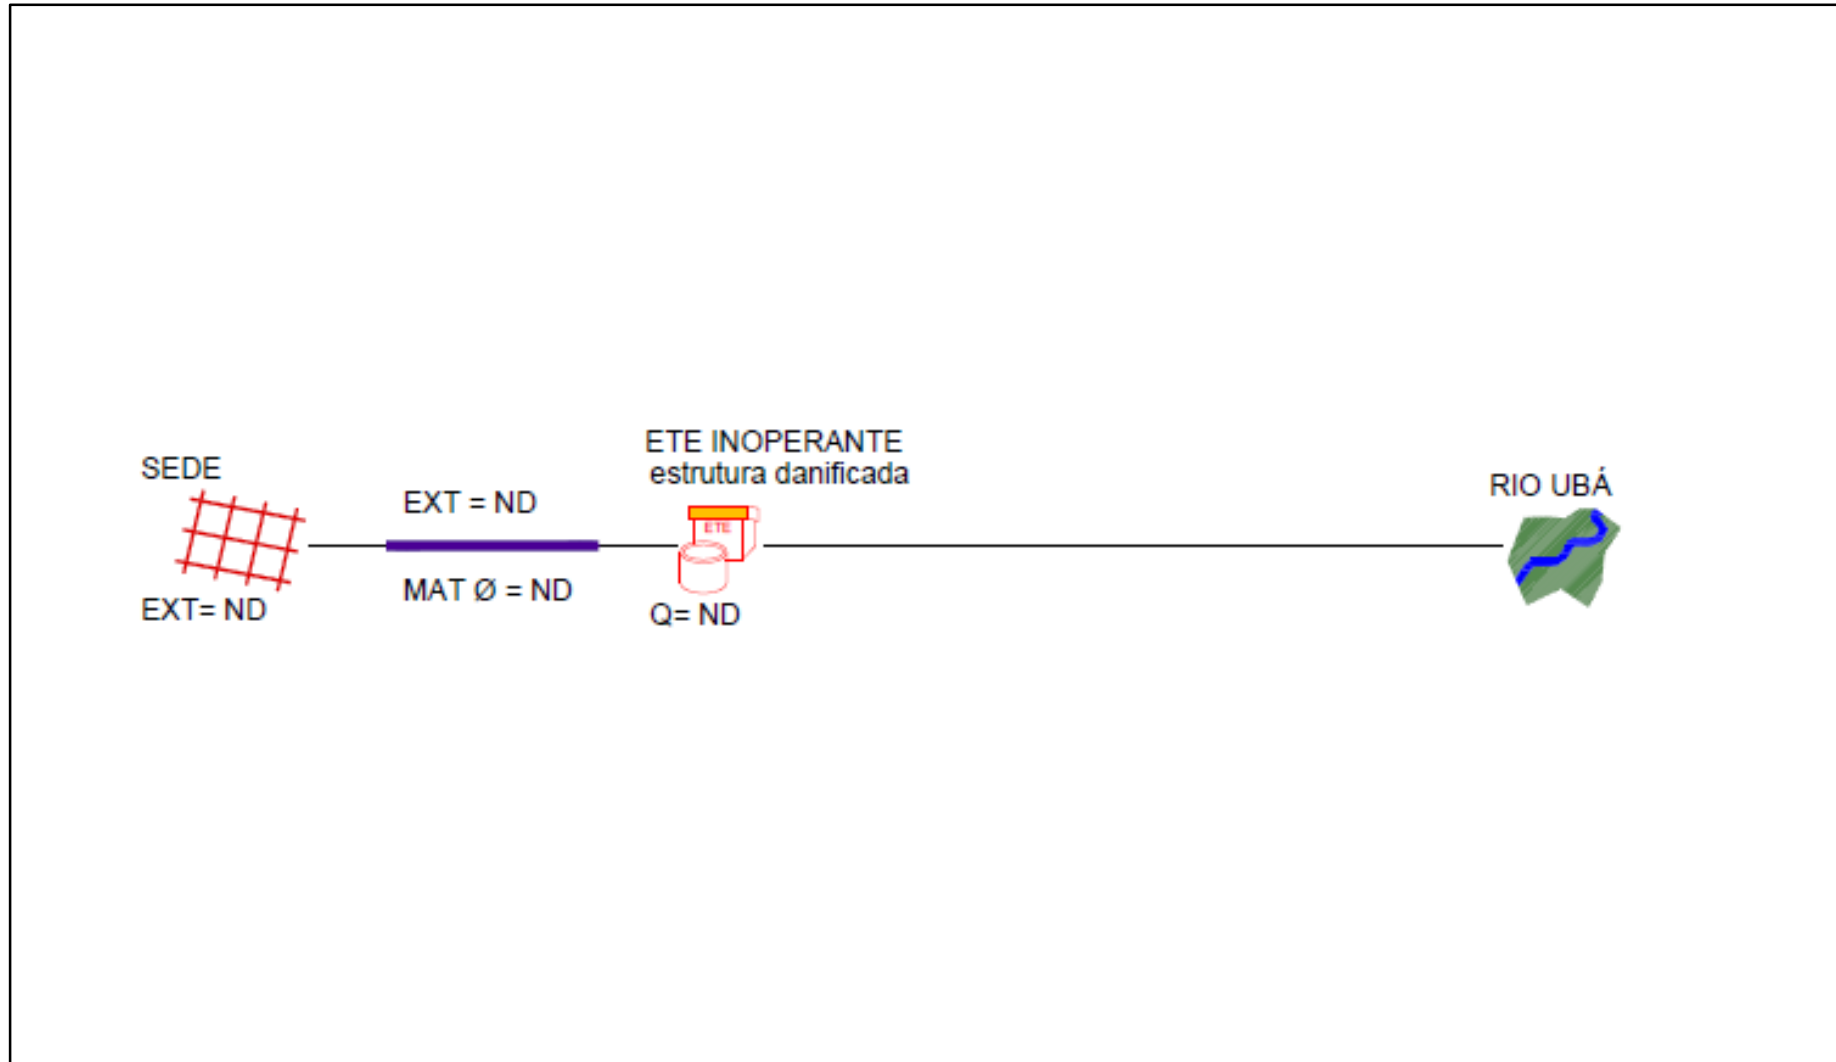 SEDE
EXT= ND
EXT = ND
MAT Ø = ND
ETE INOPERANTE
estrutura danificada
ETE
Q= ND
RIO UBÁ